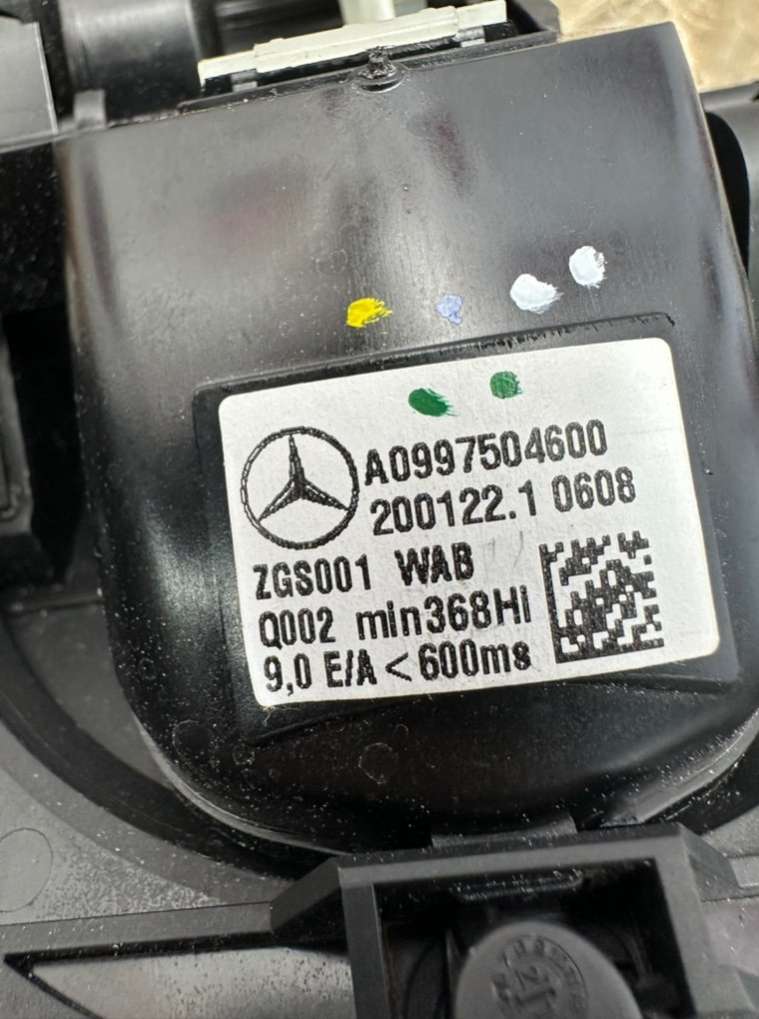 A0997504600
200122.1 0608
ZGS001 WAB
Q002 min368HI
9,0 E/A <600ms